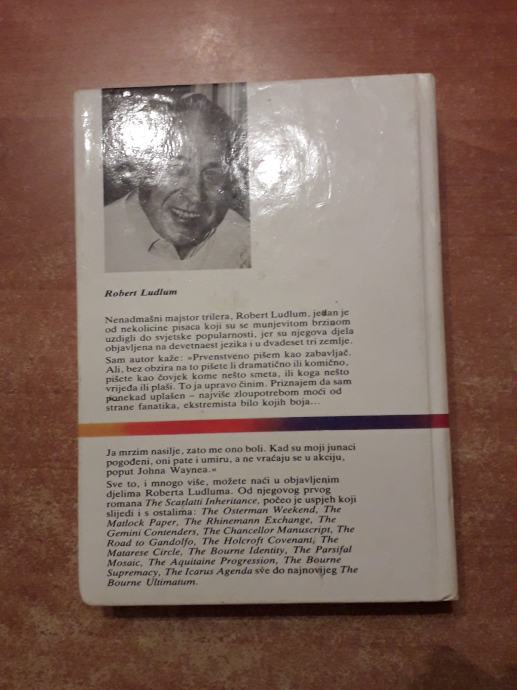 Robert Ludlum
Nenadmašni majstor trilera, Robert Ludlum, jedan je
od nekolicine pisaca koji su se munjevitom brzinom
uzdigli do svjetske popularnosti, jer su njegova djela
objavljena na devetnaest jezika i u dvadeset tri zemlje.
Sam autor kaže: »Prvenstveno pišem kao zabavljač.
Ali, bez obzira na to pišete li dramatično ili komično,
pišete kao čovjek kome nešto smeta, ili koga nešto
vrijeđa ili plaši. To ja upravo činim. Priznajem da sam
ponekad uplašen – najviše zloupotrebom moći od
strane fanatika, ekstremista bilo kojih boja...
Ja mrzim nasilje, zato me ono boli. Kad su moji junaci
pogođeni, oni pate i umiru, a ne vraćaju se u akciju,
poput Johna Waynea.«
Sve to, i mnogo više, možete naći u objavljenim
djelima Roberta Ludluma. Od njegovog prvog
romana The Scarlatti Inheritance, počeo je uspjeh koji
slijedi i s ostalima: The Osterman Weekend, The
Matlock Paper, The Rhinemann Exchange, The
Gemini Contenders, The Chancellor Manuscript, The
Road to Gandolfo, The Holcroft Covenant, The
Matarese Circle, The Bourne Identity, The Parsifal
Mosaic, The Aquitaine Progression, The Bourne
Supremacy, The Icarus Agenda sve do najnovijeg The
Bourne Ultimatum.